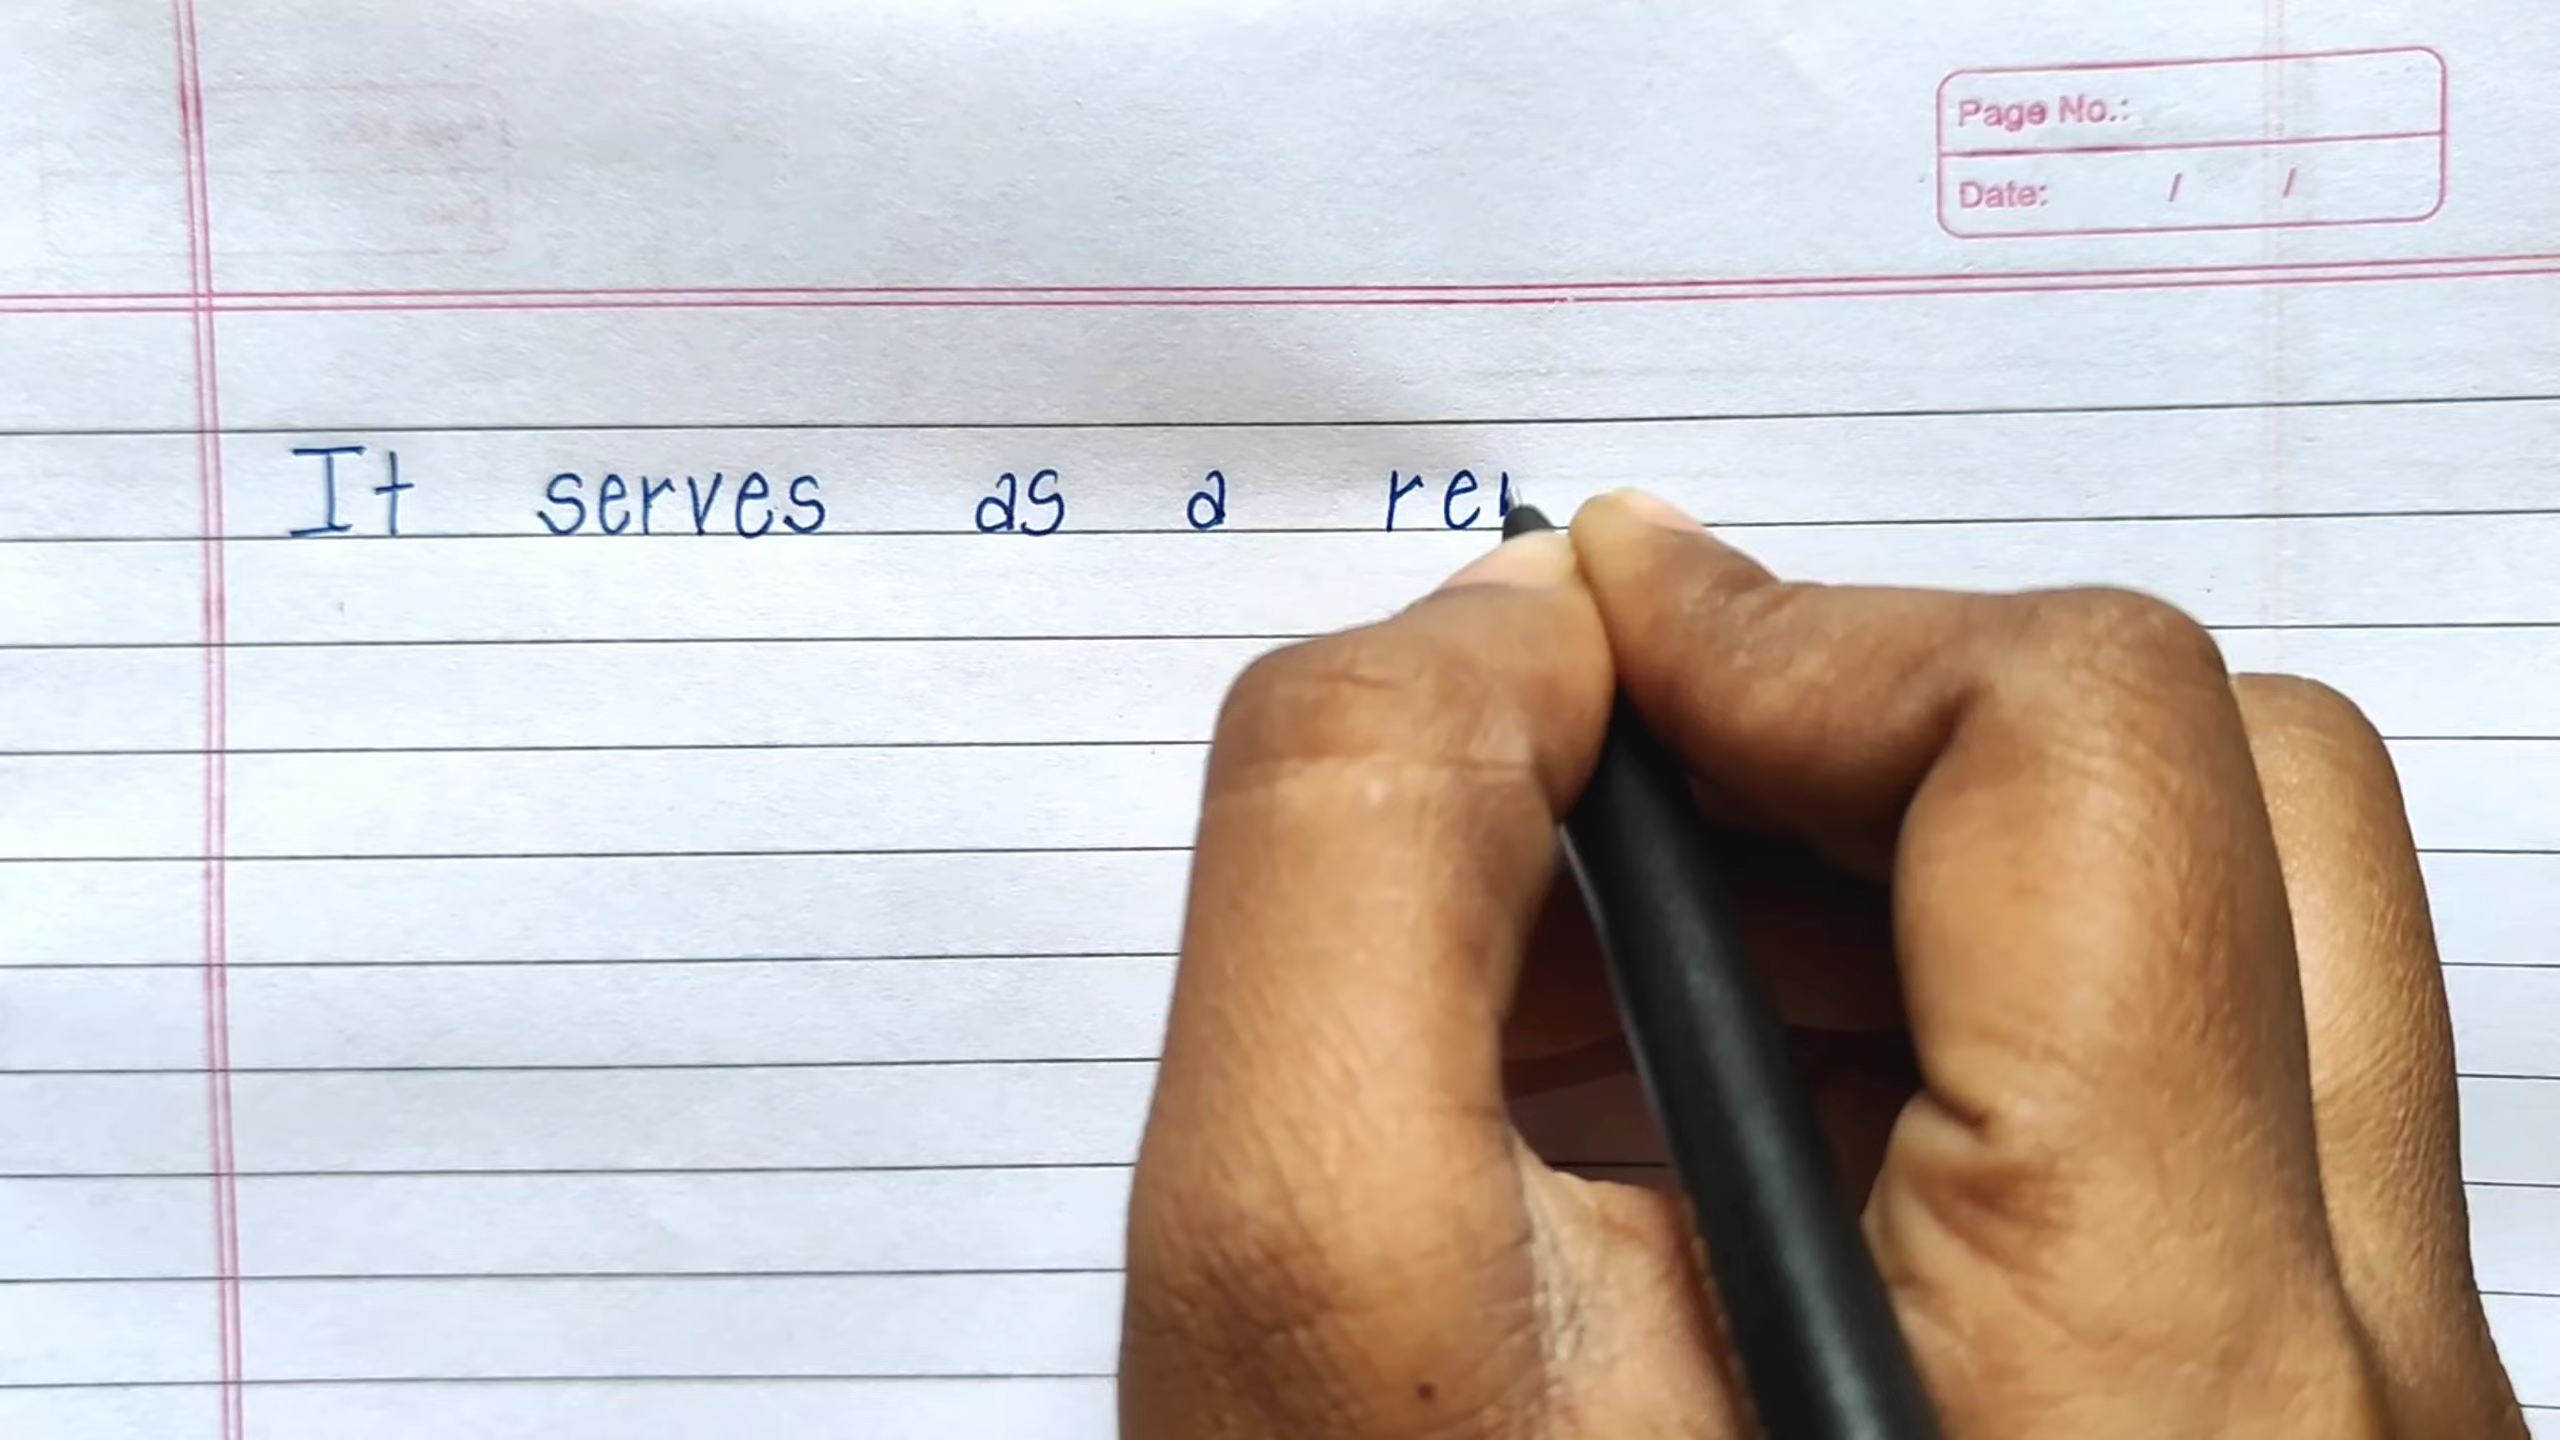 Page No.:
Date: / /
It serves as a re